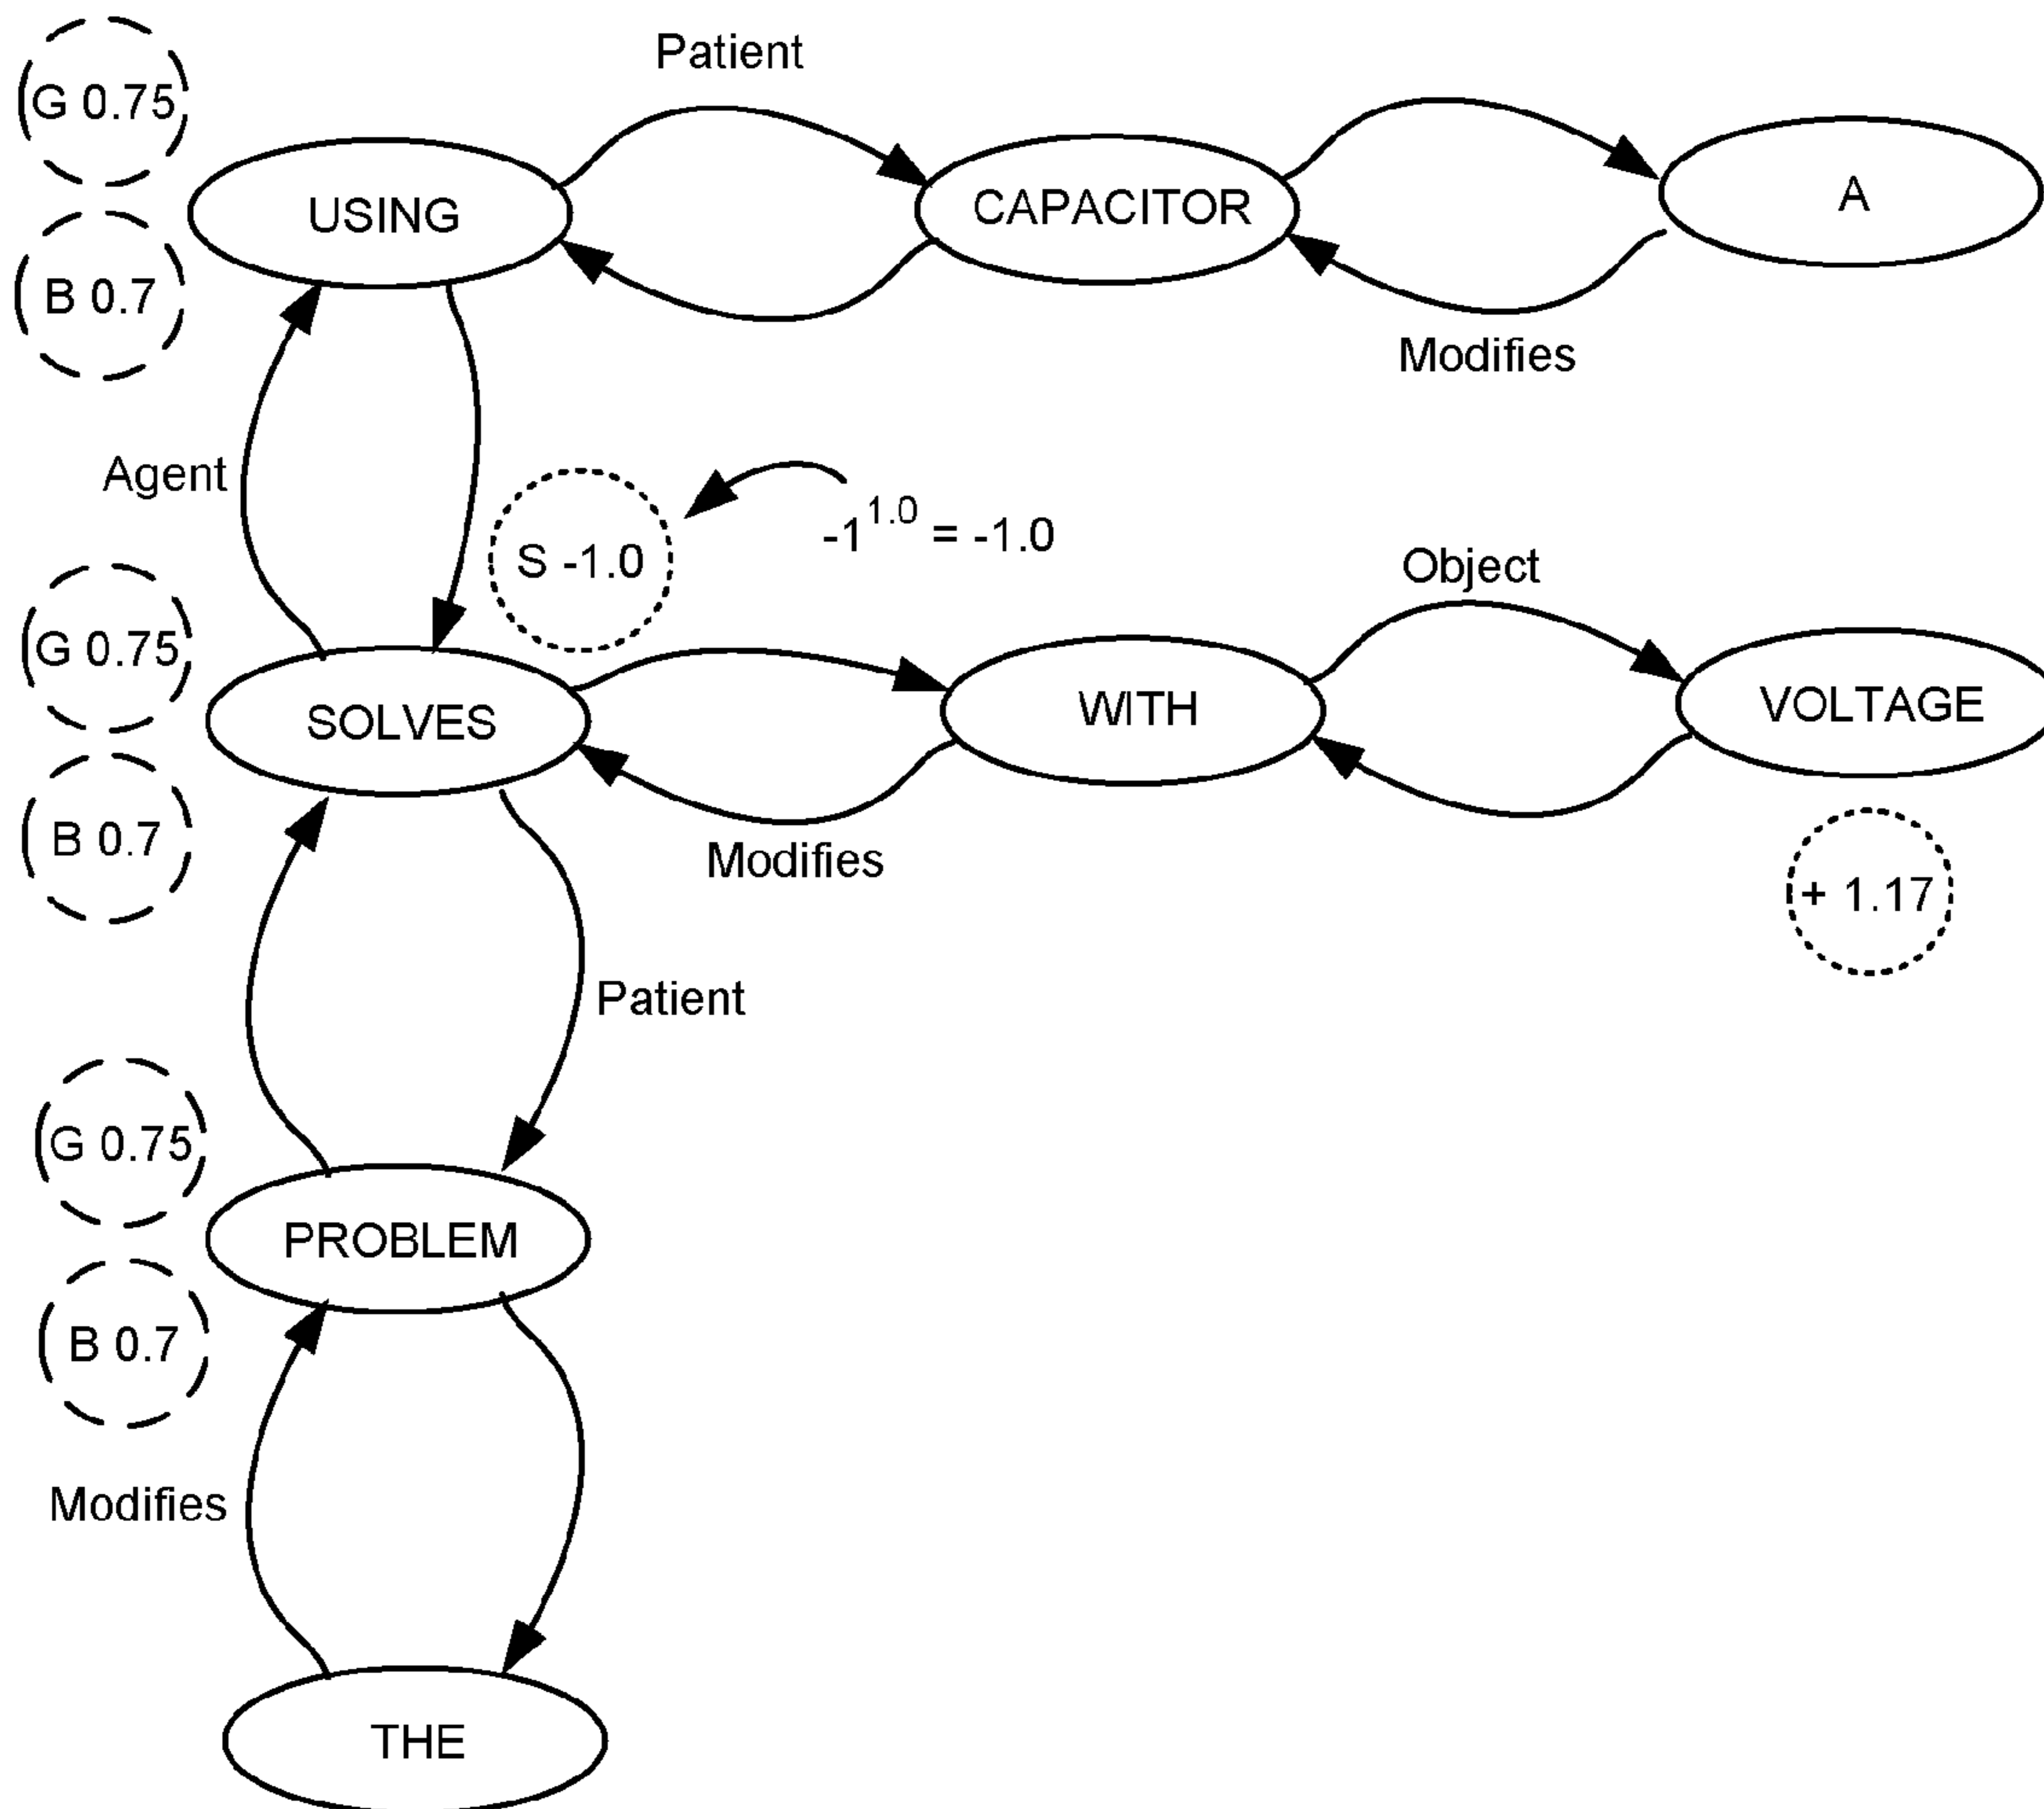 Patient
G 0.75
USING
CAPACITOR
A
B 0.7
Modifies
Agent
-1^1.0 = -1.0
S -1.0
Object
G 0.75
SOLVES
WITH
VOLTAGE
B 0.7
Modifies
+ 1.17
Patient
G 0.75
PROBLEM
B 0.7
Modifies
THE